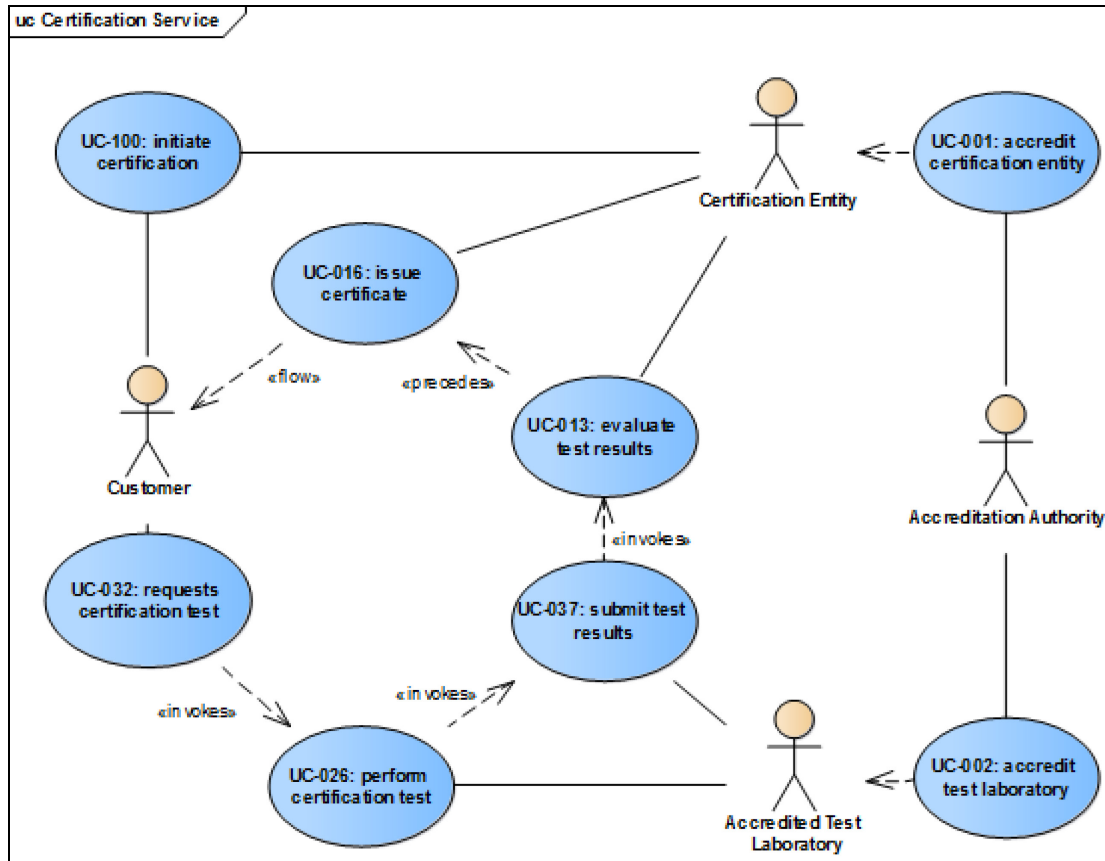 uc Certification Service
UC-100: initiate
certification
UC-001: accredit
certification entity
Certification Entity
UC-016: issue
certificate
«flow»
«precedes»
UC-013: evaluate
test results
Customer
Accreditation Authority
«invokes»
UC-032: requests
certification test
UC-037: submit test
results
«invokes»
«invokes»
UC-026: perform
certification test
UC-002: accredit
test laboratory
Accredited Test
Laboratory